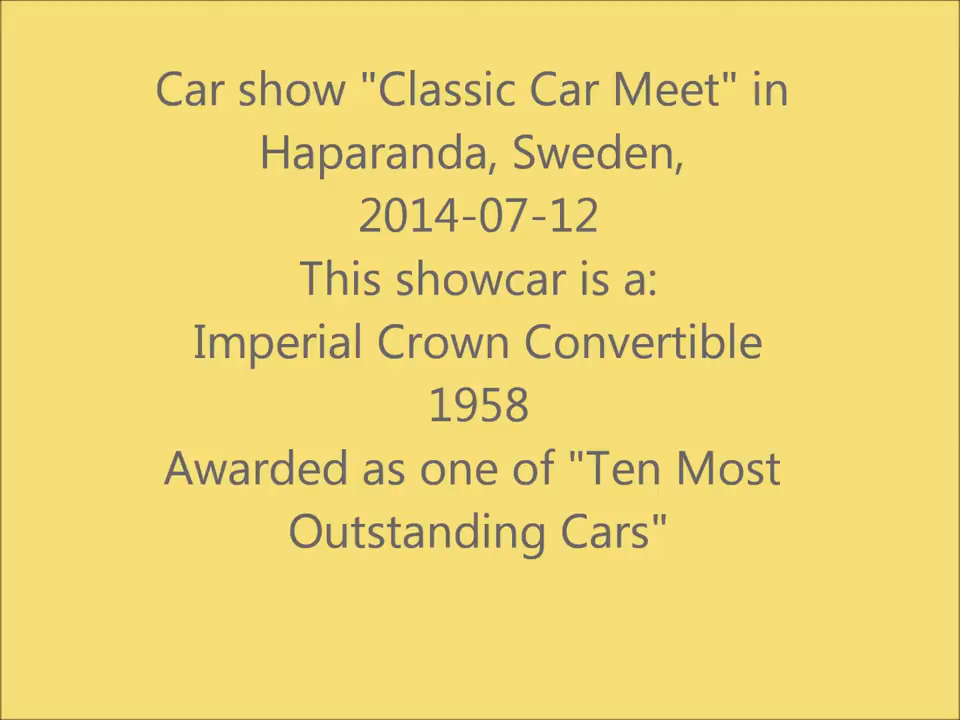 Car show "Classic Car Meet" in
Haparanda, Sweden,
2014-07-12
This showcar is a:
Imperial Crown Convertible
1958
Awarded as one of "Ten Most
Outstanding Cars"